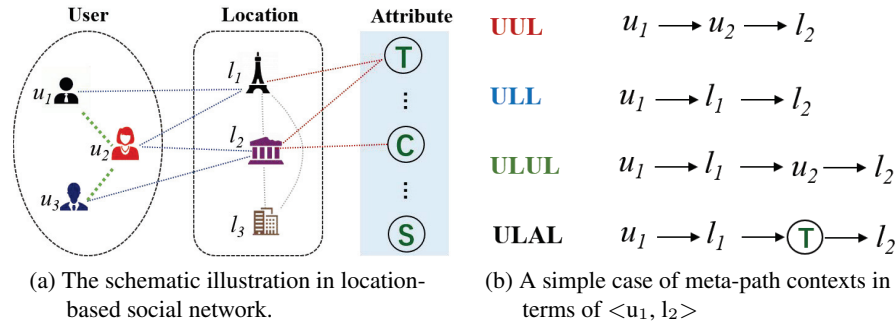 User Location Attribute
u1 l1 T
u2 l2 C
u3 l3 S
(a) The schematic illustration in location-
based social network.
UUL u1 u2 l2
ULL u1 l1 l2
ULUL u1 l1 u2 l2
ULAL u1 l1 T l2
(b) A simple case of meta-path contexts in
terms of <u1, l2>